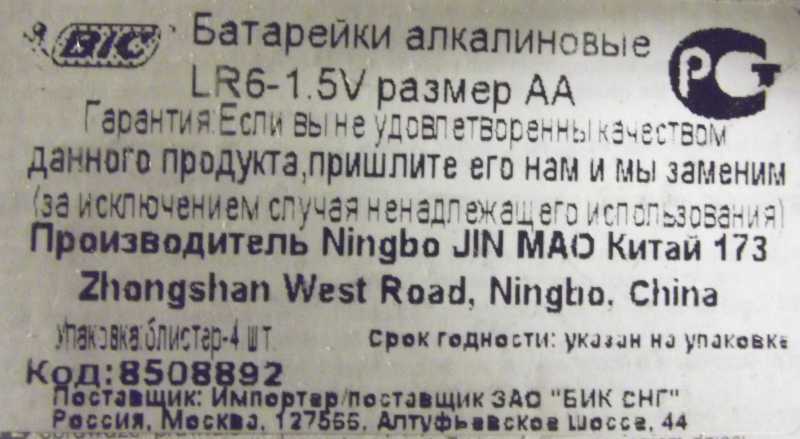 BIC Батарейки алкалиновые
LR6-1.5V размер AA
Гарантия:Если вы не удовлетворенны качеством
данного продукта,пришлите его нам и мы заменим
(за исключением случая ненадлежащего использования)
Производитель Ningbo JIN MAO Китай 173
Zhongshan West Road, Ningbo, China
Упаковка:блистер-4 шт.
Срок годности: указан на упаковке
Код:8508892
Поставщик: Импортер/поставщик ЗАО "БИК СНГ"
Россия, Москва, 127566, Алтуфьевское шоссе, 44